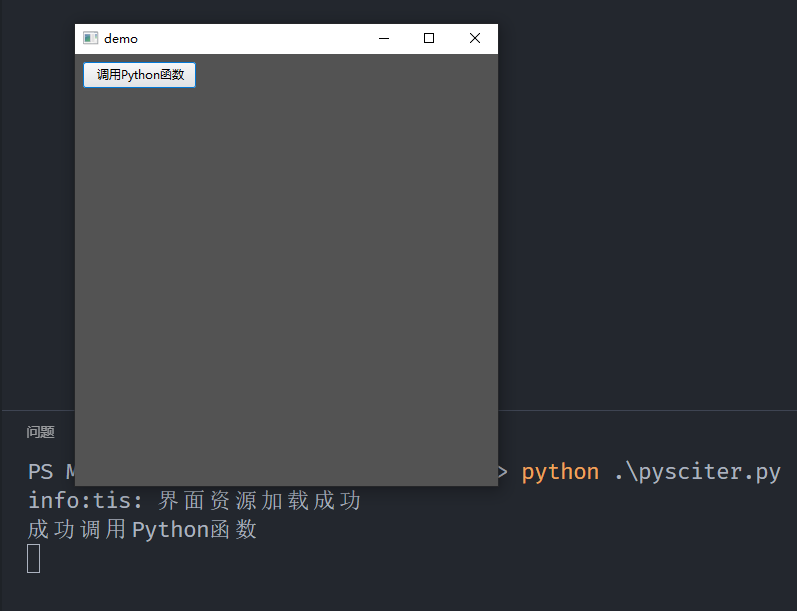 demo
调用Python函数
问题
PS > python .\pysciter.py
info:tis: 界面资源加载成功
成功调用Python函数